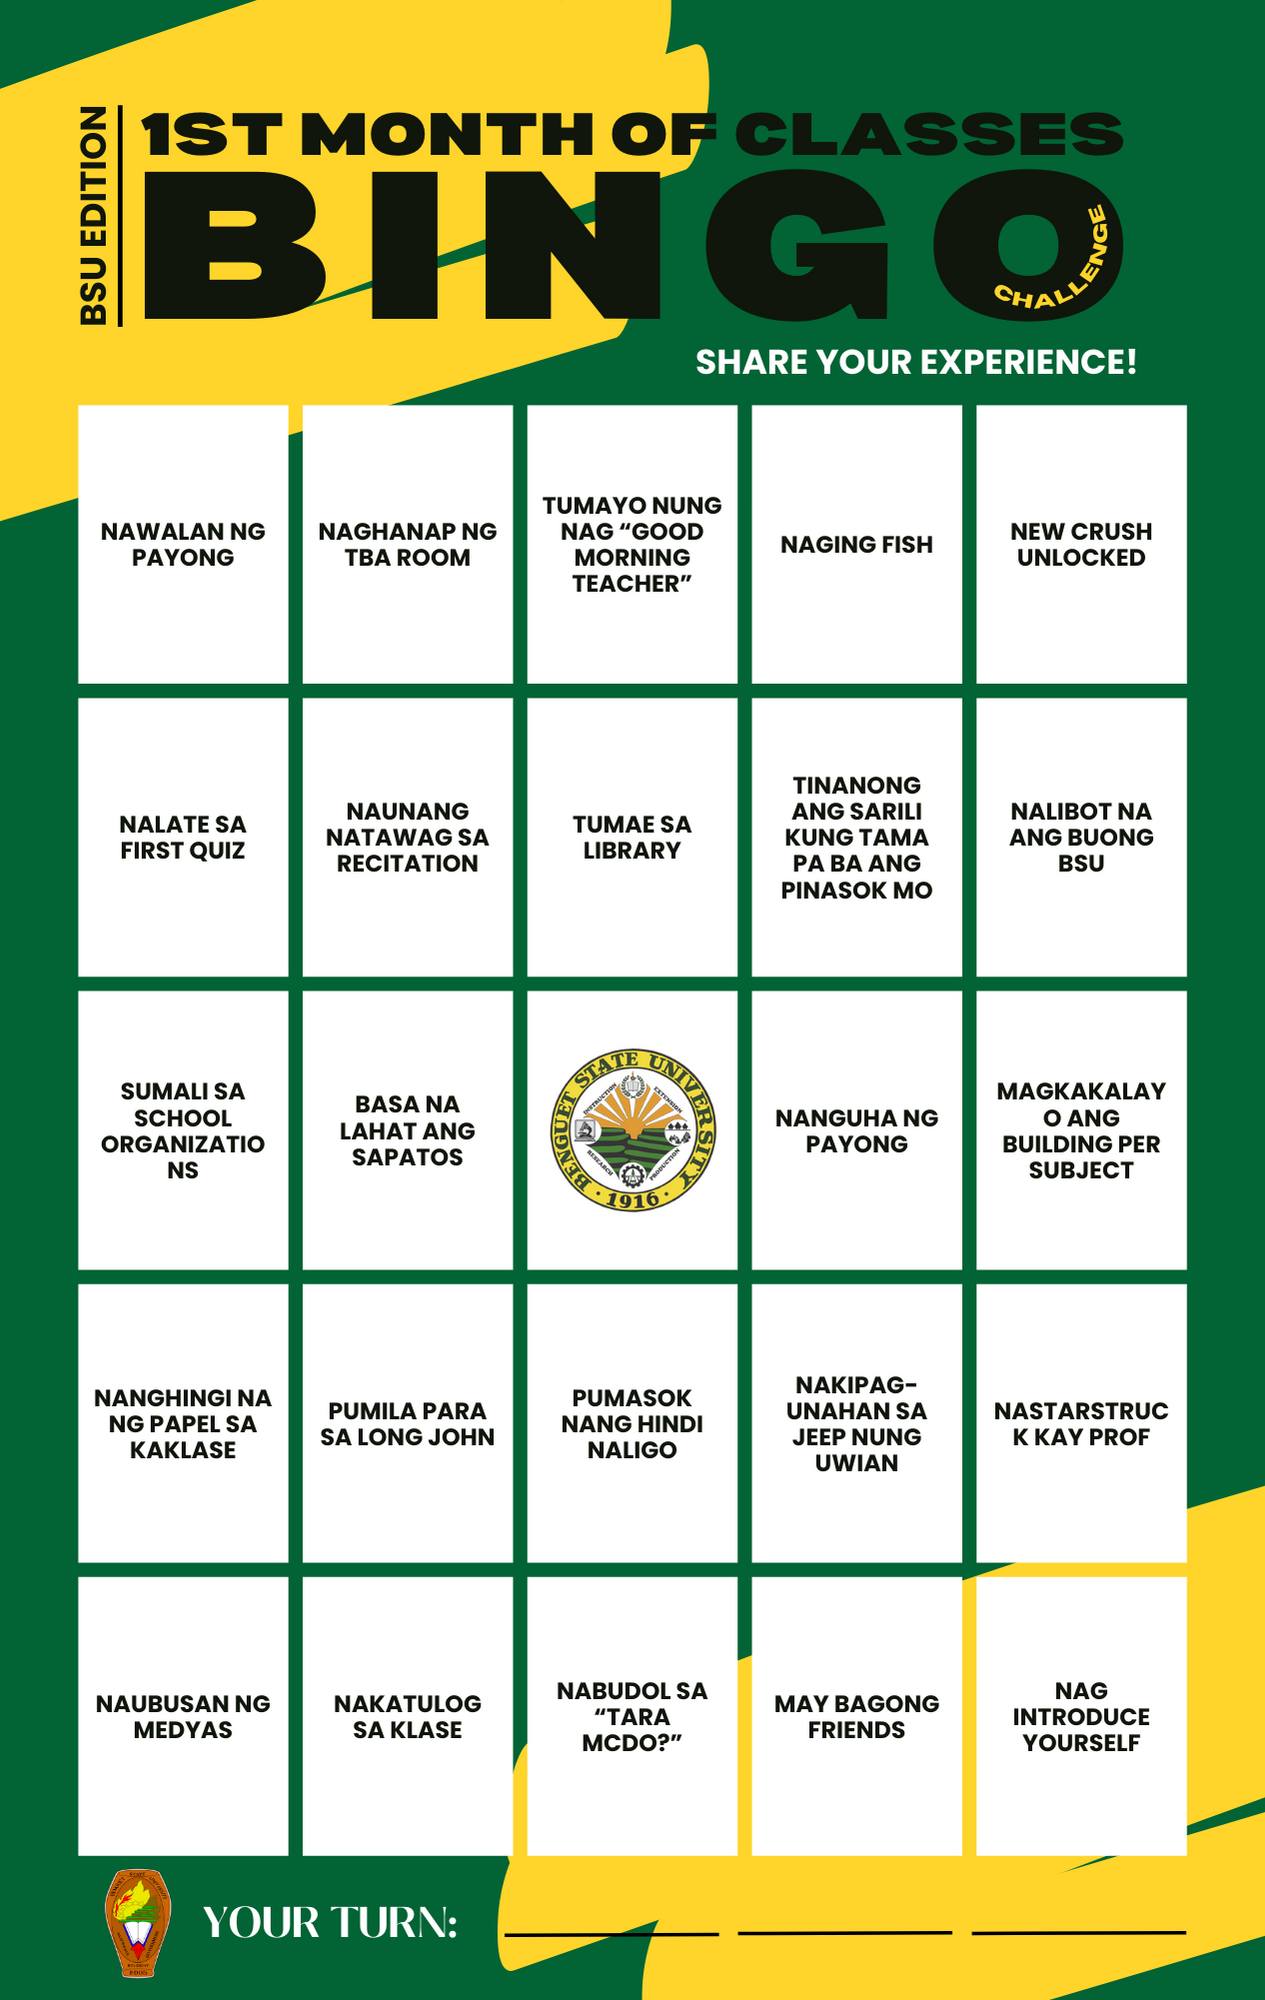 BSU EDITION
1ST MONTH OF CLASSES
BINGO
CHALLENGE
SHARE YOUR EXPERIENCE!
NAWALAN NG
PAYONG
NAGHANAP NG
TBA ROOM
TUMAYO NUNG
NAG “GOOD
MORNING
TEACHER”
NAGING FISH
NEW CRUSH
UNLOCKED
NALATE SA
FIRST QUIZ
NAUNANG
NATAWAG SA
RECITATION
TUMAE SA
LIBRARY
TINANONG
ANG SARILI
KUNG TAMA
PA BA ANG
PINASOK MO
NALIBOT NA
ANG BUONG
BSU
SUMALI SA
SCHOOL
ORGANIZATIO
NS
BASA NA
LAHAT ANG
SAPATOS
BENGUET STATE UNIVERSITY
INSTRUCTION
EXTENSION
RESEARCH
PRODUCTION
· 1916 ·
NANGUHA NG
PAYONG
MAGKAKALAY
O ANG
BUILDING PER
SUBJECT
NANGHINGI NA
NG PAPEL SA
KAKLASE
PUMILA PARA
SA LONG JOHN
PUMASOK
NANG HINDI
NALIGO
NAKIPAG-
UNAHAN SA
JEEP NUNG
UWIAN
NASTARSTRUC
K KAY PROF
NAUBUSAN NG
MEDYAS
NAKATULOG
SA KLASE
NABUDOL SA
“TARA
MCDO?”
MAY BAGONG
FRIENDS
NAG
INTRODUCE
YOURSELF
YOUR TURN: